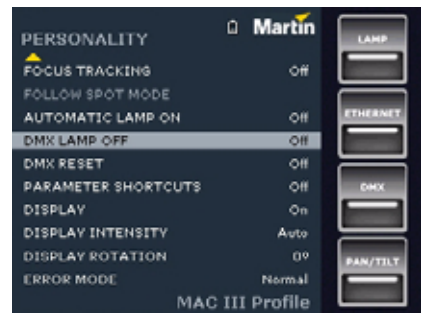 Martin
PERSONALITY
FOCUS TRACKING Off
FOLLOW SPOT MODE
AUTOMATIC LAMP ON Off
DMX LAMP OFF Off
DMX RESET Off
PARAMETER SHORTCUTS Off
DISPLAY On
DISPLAY INTENSITY Auto
DISPLAY ROTATION 0°
ERROR MODE Normal
MAC III Profile
LAMP
ETHERNET
DMX
PAN/TILT